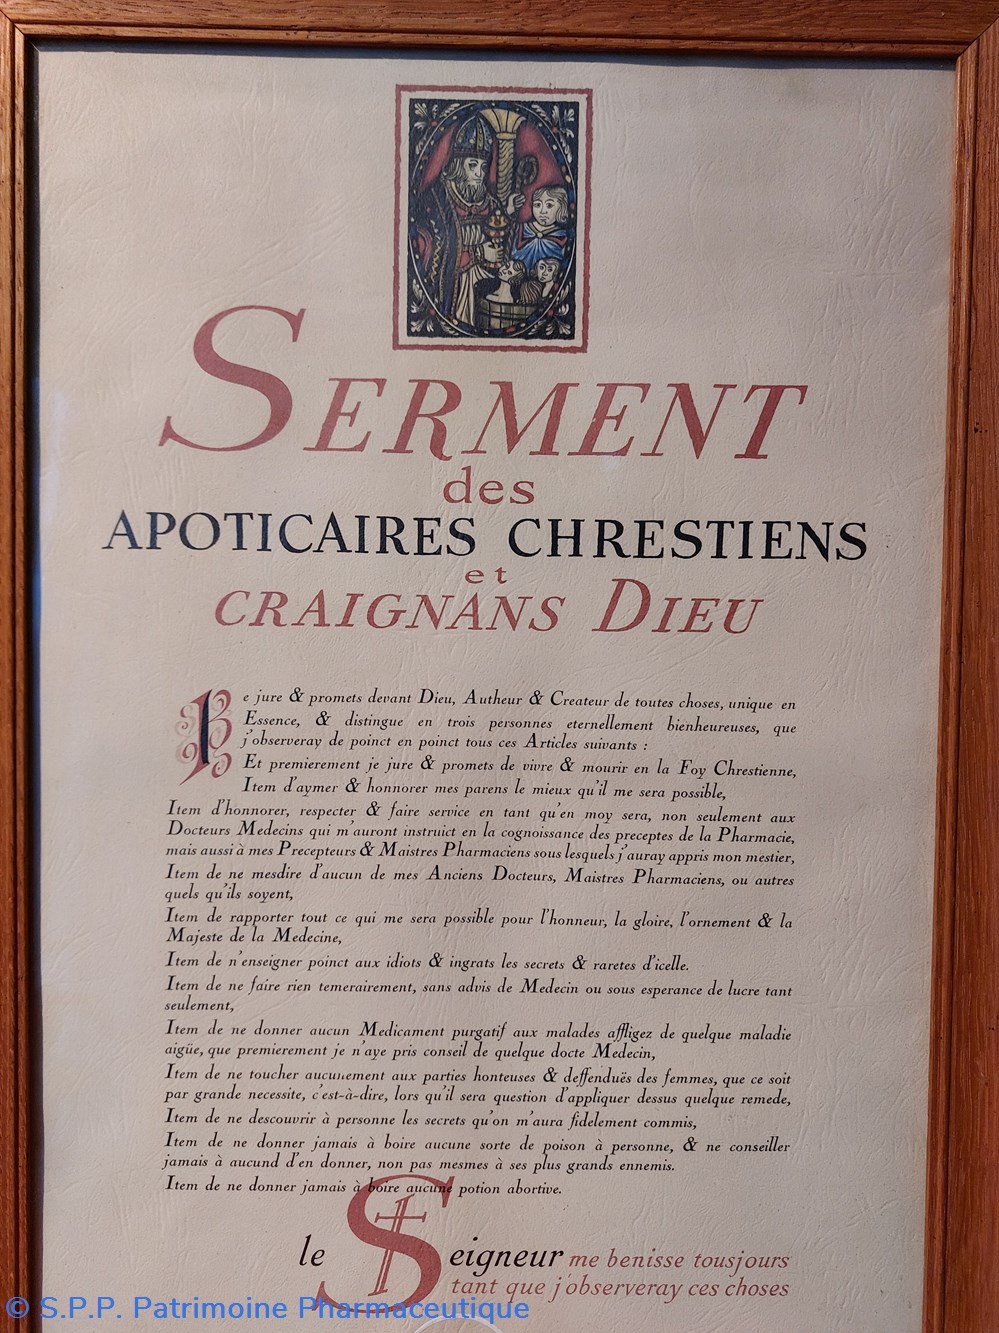 SERMENT
des
APOTICAIRES CHRESTIENS
et
CRAIGNANS DIEU
Je jure & promets devant Dieu, Autheur & Createur de toutes choses, unique en
Essence, & distingue en trois personnes eternellement bienheureuses, que
j'observeray de poinct en poinct tous ces Articles suivants :
Et premierement je jure & promets de vivre & mourir en la Foy Chrestienne,
Item d'aymer & honnorer mes parens le mieux qu'il me sera possible,
Item d'honnorer, respecter & faire service en tant qu'en moy sera, non seulement aux
Docteurs Medecins qui m'auront instruict en la cognoissance des preceptes de la Pharmacie,
mais aussi à mes Precepteurs & Maistres Pharmaciens sous lesquels j'auray appris mon mestier,
Item de ne mesdire d'aucun de mes Anciens Docteurs, Maistres Pharmaciens, ou autres
quels qu'ils soyent,
Item de rapporter tout ce qui me sera possible pour l'honneur, la gloire, l'ornement & la
Majeste de la Medecine,
Item de n'enseigner poinct aux idiots & ingrats les secrets & raretes d'icelle.
Item de ne faire rien temerairement, sans advis de Medecin ou sous esperance de lucre tant
seulement,
Item de ne donner aucun Medicament purgatif aux malades affligez de quelque maladie
aigüe, que premierement je n'aye pris conseil de quelque docte Medecin,
Item de ne toucher aucunement aux parties honteuses & deffenduës des femmes, que ce soit
par grande necessite, c'est-à-dire, lors qu'il sera question d'appliquer dessus quelque remede,
Item de ne descouvrir à personne les secrets qu'on m'aura fidelement commis,
Item de ne donner jamais à boire aucune sorte de poison à personne, & ne conseiller
jamais à aucund d'en donner, non pas mesmes à ses plus grands ennemis.
Item de ne donner jamais à boire aucune potion abortive.
le Seigneur me benisse tousjours
tant que j'observeray ces choses
© S.P.P. Patrimoine Pharmaceutique